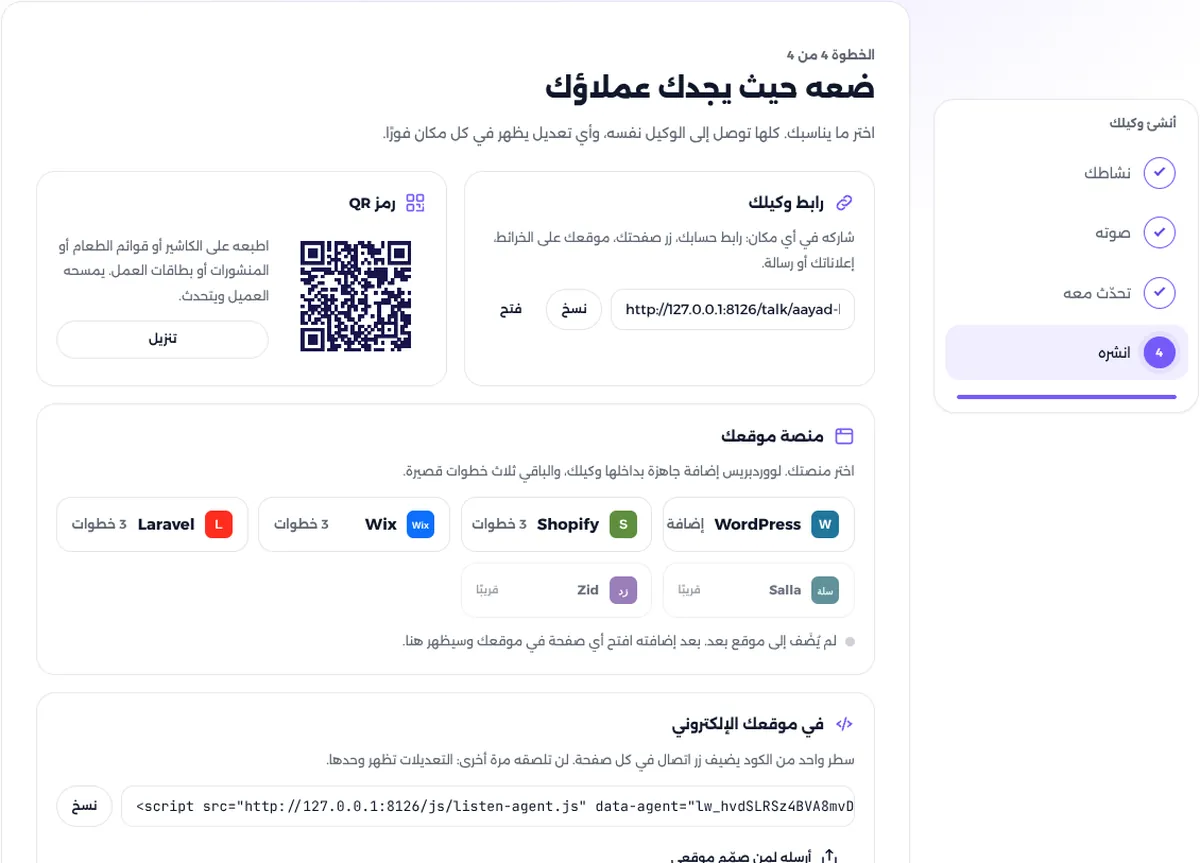 الخطوة 4 من 4
ضعه حيث يجدك عملاؤك
اختر ما يناسبك. كلها توصل إلى الوكيل نفسه، وأي تعديل يظهر في كل مكان فورًا.
أنشئ وكيلك
نشاطك
صوته
تحدّث معه
4 انشره
رابط وكيلك
شاركه في أي مكان: رابط حسابك، زر صفحتك، موقعك على الخرائط،
إعلاناتك أو رسالة.
http://127.0.0.1:8126/talk/aayad-
نسخ
فتح
رمز QR
اطبعه على الكاشير أو قوائم الطعام أو
المنشورات أو بطاقات العمل. يمسحه
العميل ويتحدث.
تنزيل
منصة موقعك
اختر منصتك. لووردبريس إضافة جاهزة بداخلها وكيلك، والباقي ثلاث خطوات قصيرة.
W WordPress إضافة
S Shopify 3 خطوات
Wix Wix 3 خطوات
L Laravel 3 خطوات
سلة Salla قريبًا
زد Zid قريبًا
لم يُضَف إلى موقع بعد. بعد إضافته افتح أي صفحة في موقعك وسيظهر هنا.
في موقعك الإلكتروني
سطر واحد من الكود يضيف زر اتصال في كل صفحة. لن تلصقه مرة أخرى: التعديلات تظهر وحدها.
<script src="http://127.0.0.1:8126/js/listen-agent.js" data-agent="lw_hvdSLRSz4BVA8mvD
نسخ
أرسله لمن صمّم موقعي